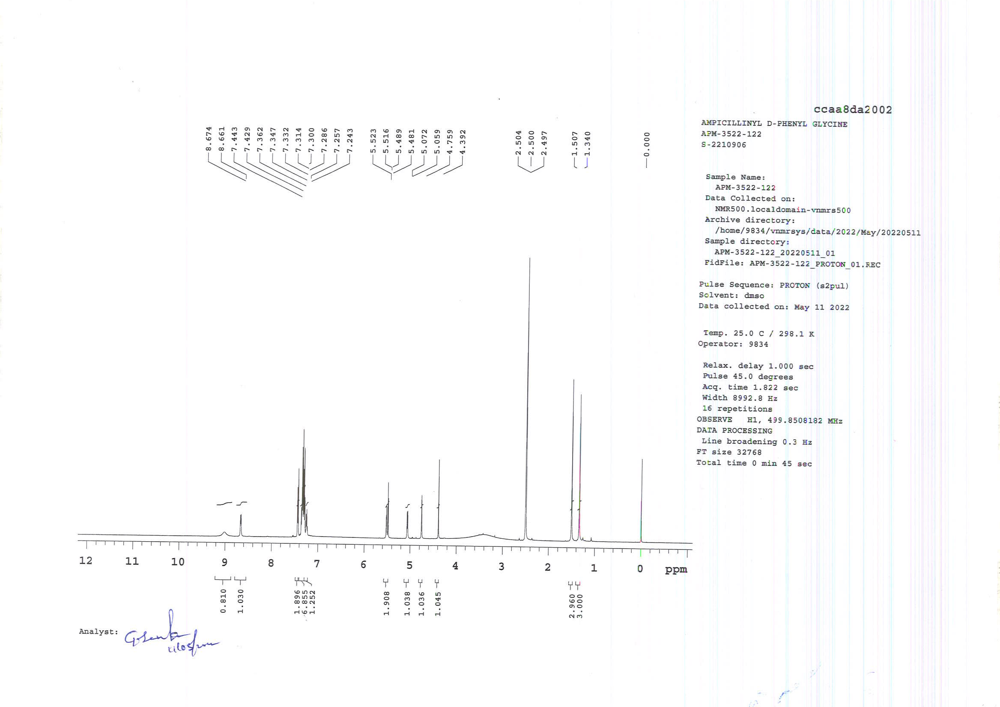 ccaa8da2002
AMPICILLINYL D-PHENYL GLYCINE
APM-3522-122
S-2210906
8.674
8.661
7.443
7.429
7.362
7.347
7.332
7.314
7.300
7.286
7.257
7.243
5.523
5.516
5.489
5.481
5.072
5.059
4.759
4.392
2.504
2.500
2.497
1.507
1.340
-0.000
Sample Name:
APM-3522-122
Data Collected on:
NMR500.localdomain-vnmrs500
Archive directory:
/home/9834/vnmrsys/data/2022/May/20220511
Sample directory:
APM-3522-122_20220511_01
FidFile: APM-3522-122_PROTON_01.REC
Pulse Sequence: PROTON (s2pul)
Solvent: dmso
Data collected on: May 11 2022
Temp. 25.0 C / 298.1 K
Operator: 9834
Relax. delay 1.000 sec
Pulse 45.0 degrees
Acq. time 1.822 sec
Width 8992.8 Hz
16 repetitions
OBSERVE H1, 499.8508182 MHz
DATA PROCESSING
Line broadening 0.3 Hz
FT size 32768
Total time 0 min 45 sec
12 11 10 9 8 7 6 5 4 3 2 1 0 ppm
0.810
1.030
1.896
6.855
1.252
1.908
1.038
1.036
1.045
2.960
3.000
Analyst: